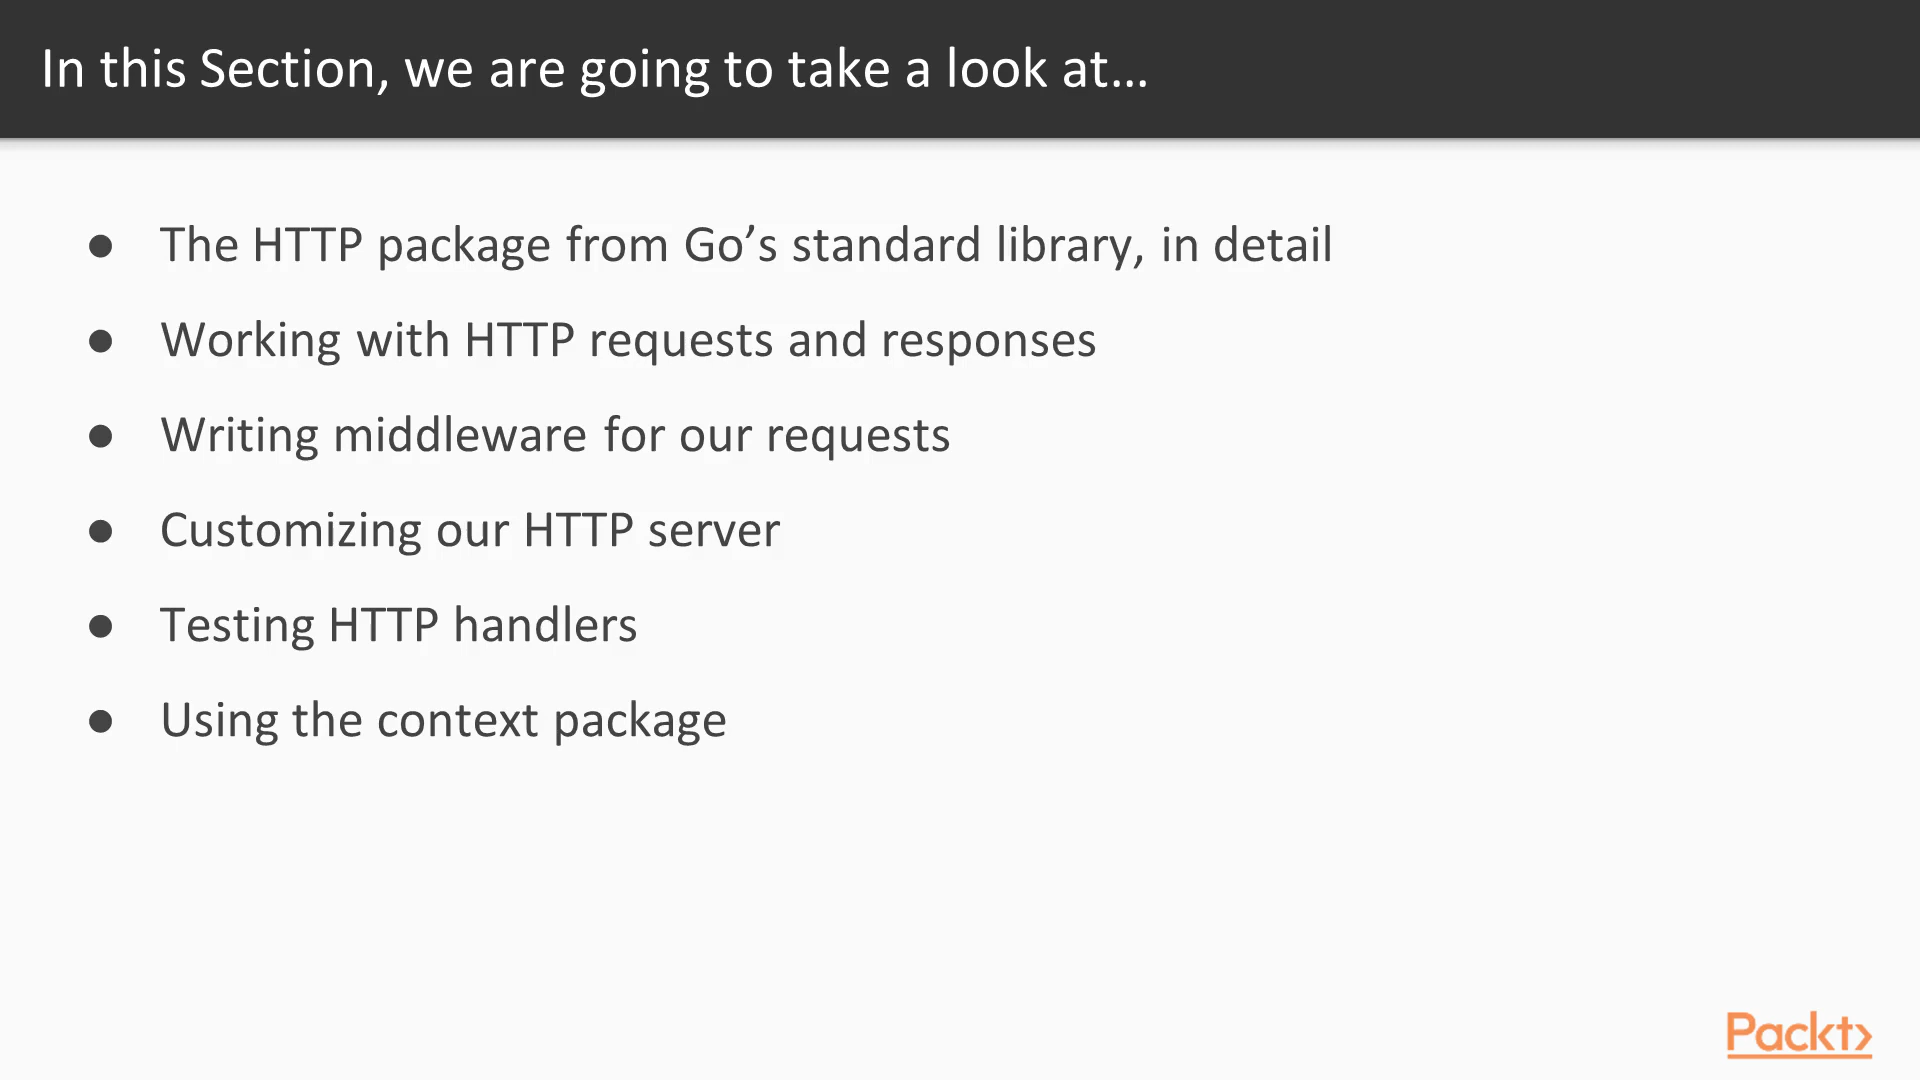 In this Section, we are going to take a look at…
● The HTTP package from Go’s standard library, in detail
● Working with HTTP requests and responses
● Writing middleware for our requests
● Customizing our HTTP server
● Testing HTTP handlers
● Using the context package
Packt>